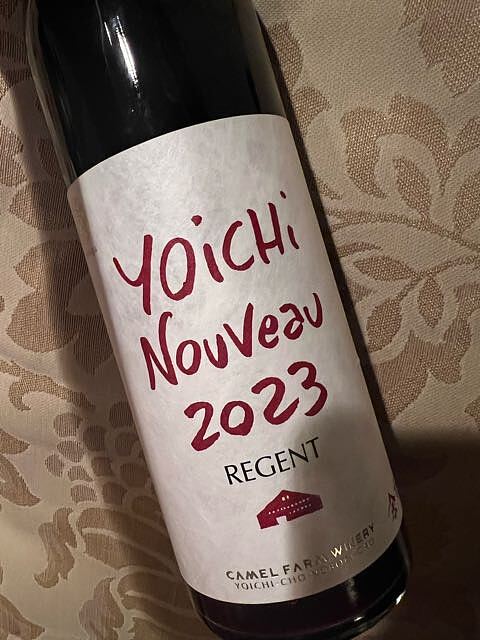 YOiCHi
Nouveau
2023
REGENT
CAMEL FARM WINERY
YOICHI-CHO